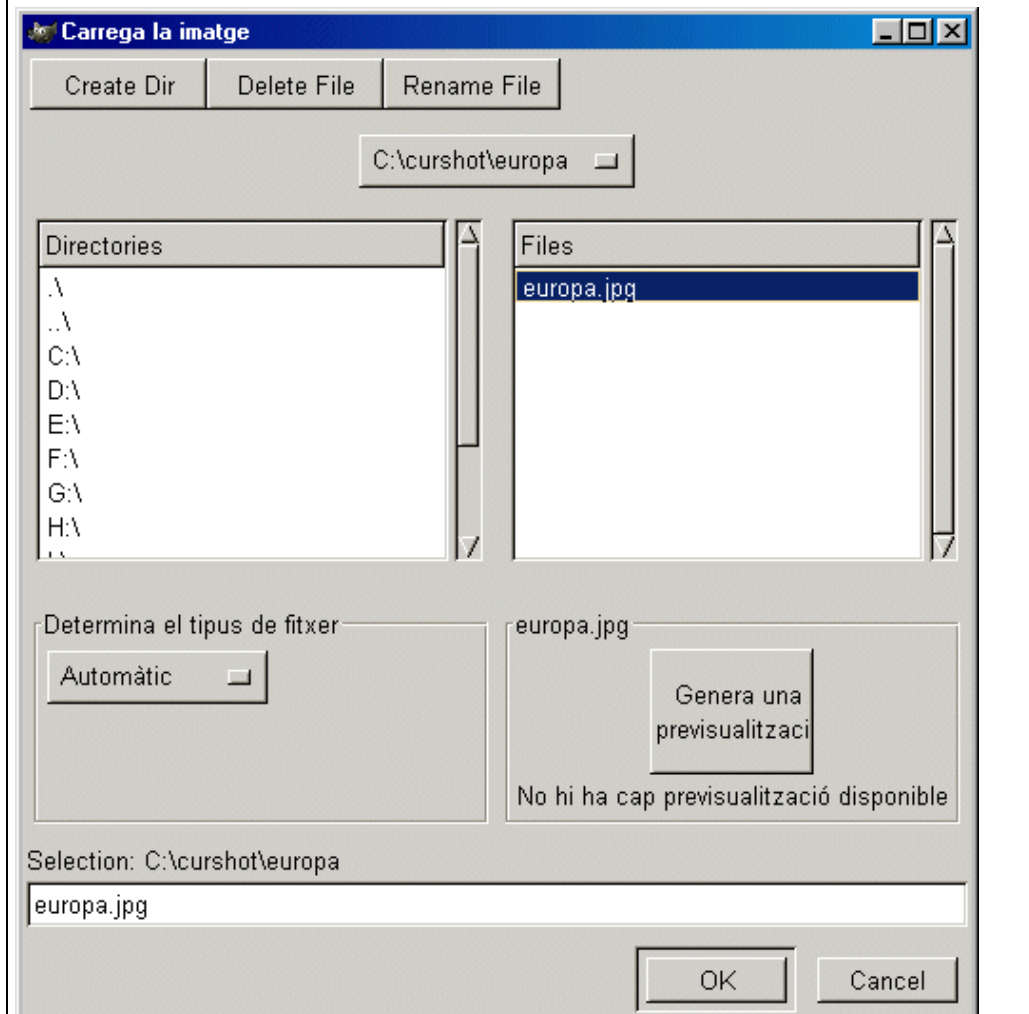 Carrega la imatge
Create Dir Delete File Rename File
C:\curshot\europa
Directories
.\
..\
C:\
D:\
E:\
F:\
G:\
H:\
Files
europa.jpg
Determina el tipus de fitxer
Automàtic
europa.jpg
Genera una
previsualitzaci
No hi ha cap previsualització disponible
Selection: C:\curshot\europa
europa.jpg
OK Cancel